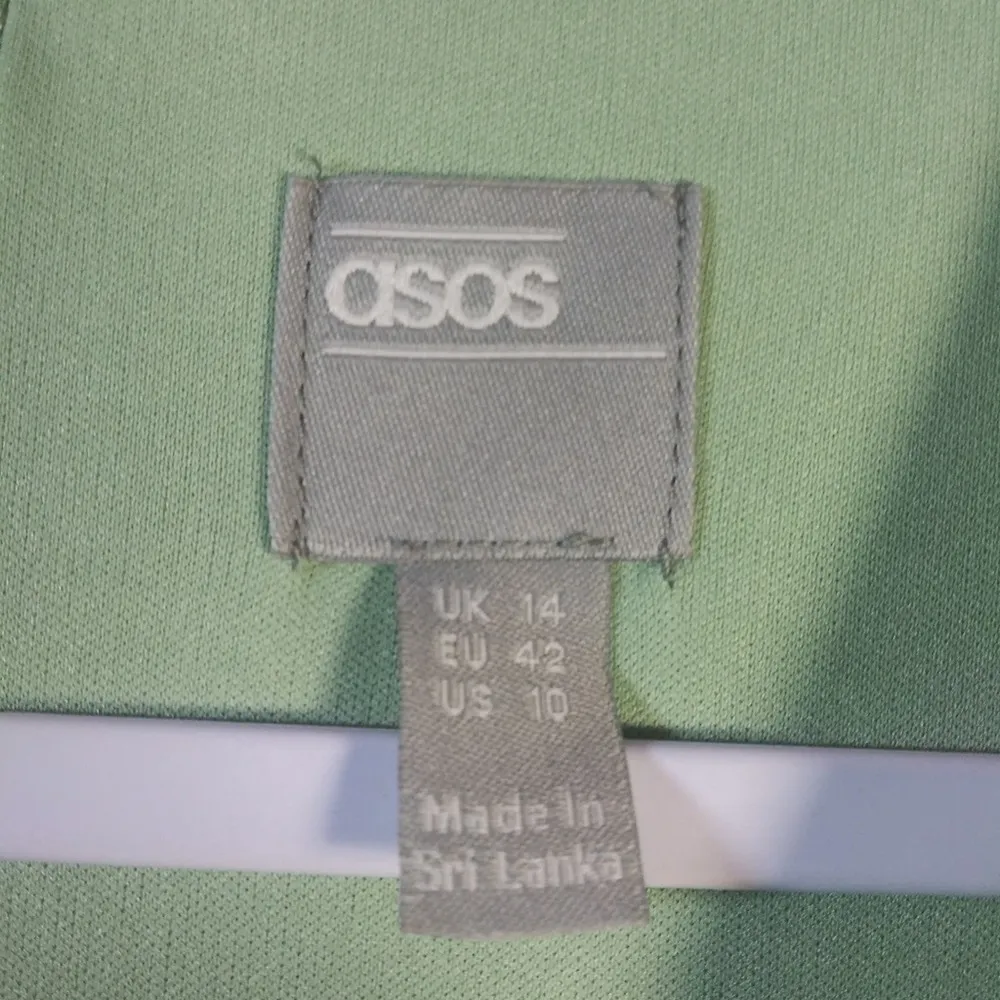 asos
UK 14
EU 42
US 10
Made In
Sri Lanka